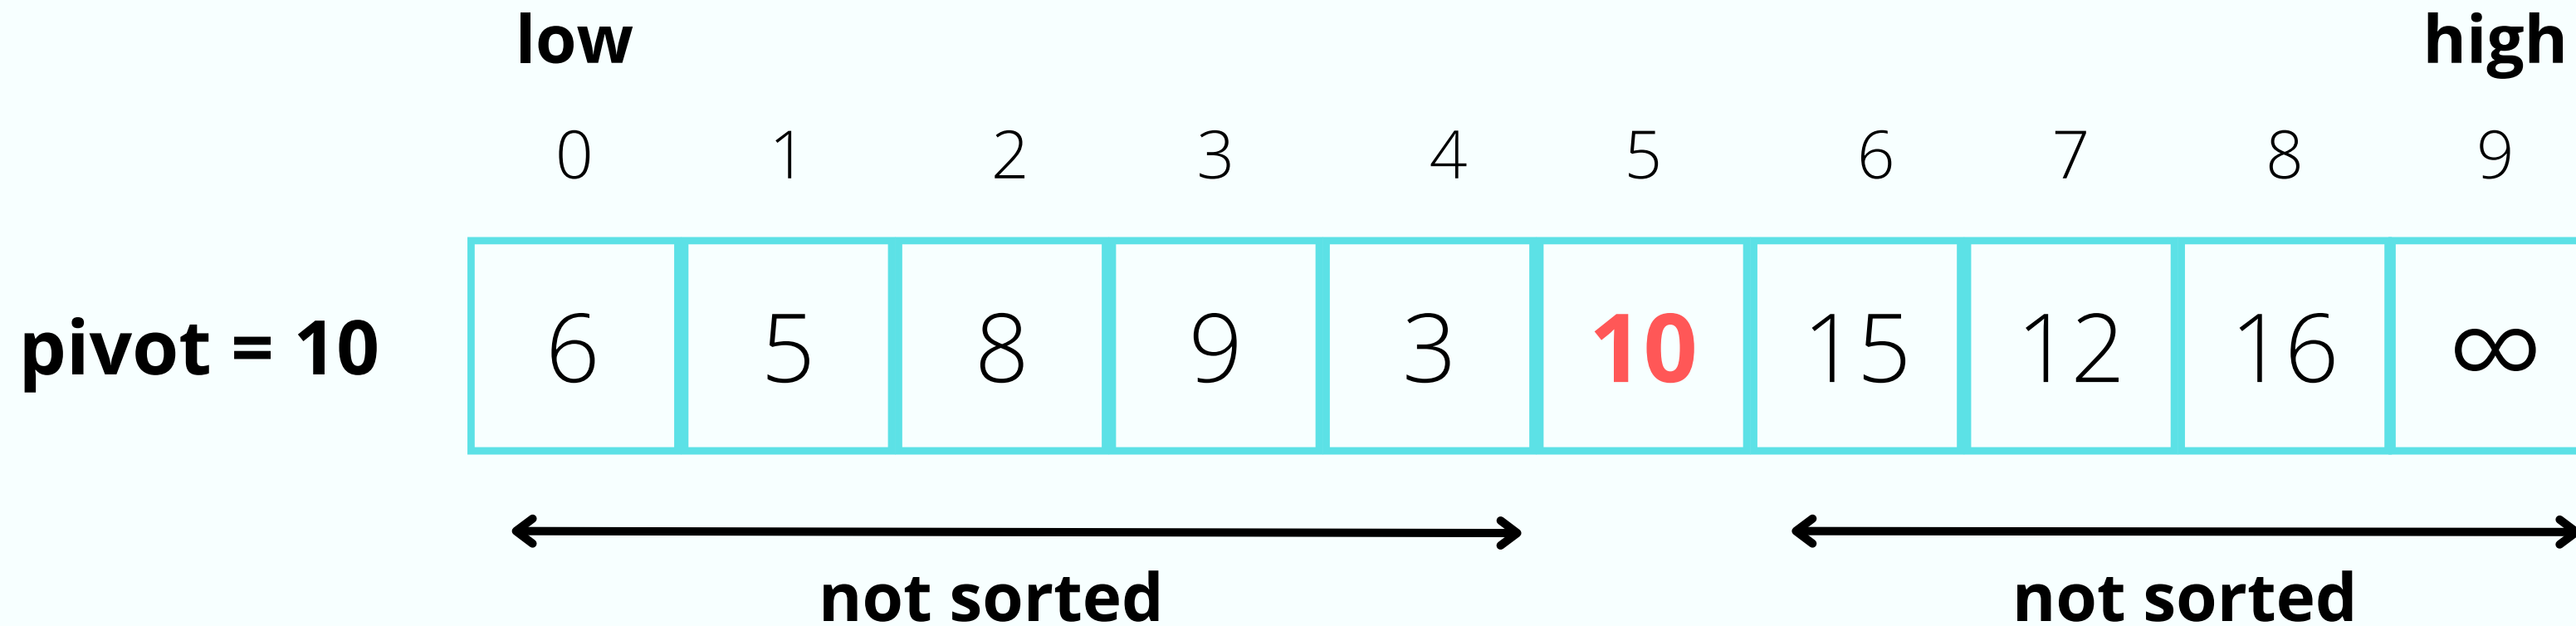 low high
0 1 2 3 4 5 6 7 8 9
pivot = 10 6 5 8 9 3 10 15 12 16 ∞
not sorted not sorted